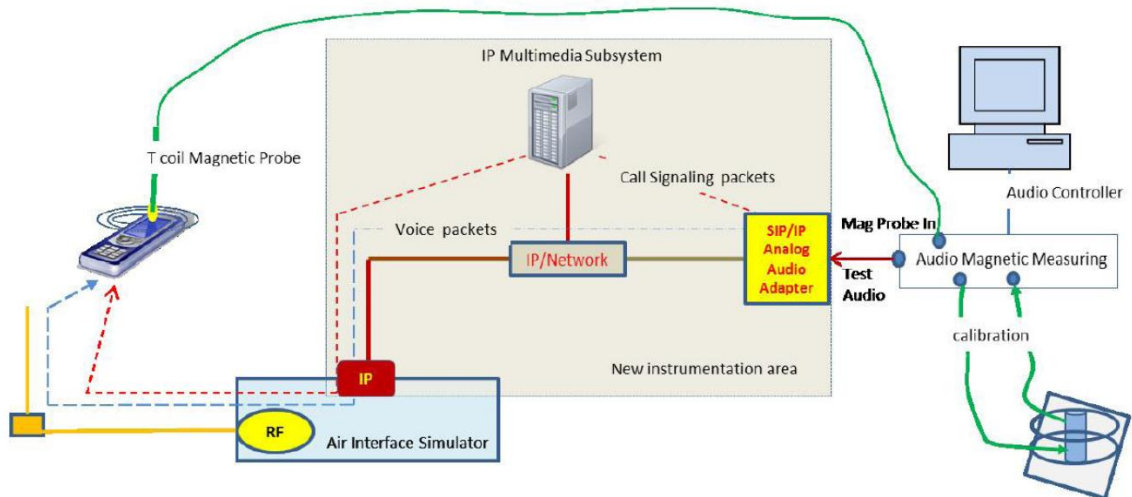 IP Multimedia Subsystem
T coil Magnetic Probe
Call Signaling packets
Audio Controller
Voice packets
Mag Probe In
SIP/IP
Analog
Audio
Adapter
IP/Network
Audio Magnetic Measuring
Test
Audio
calibration
New instrumentation area
IP
RF
Air Interface Simulator